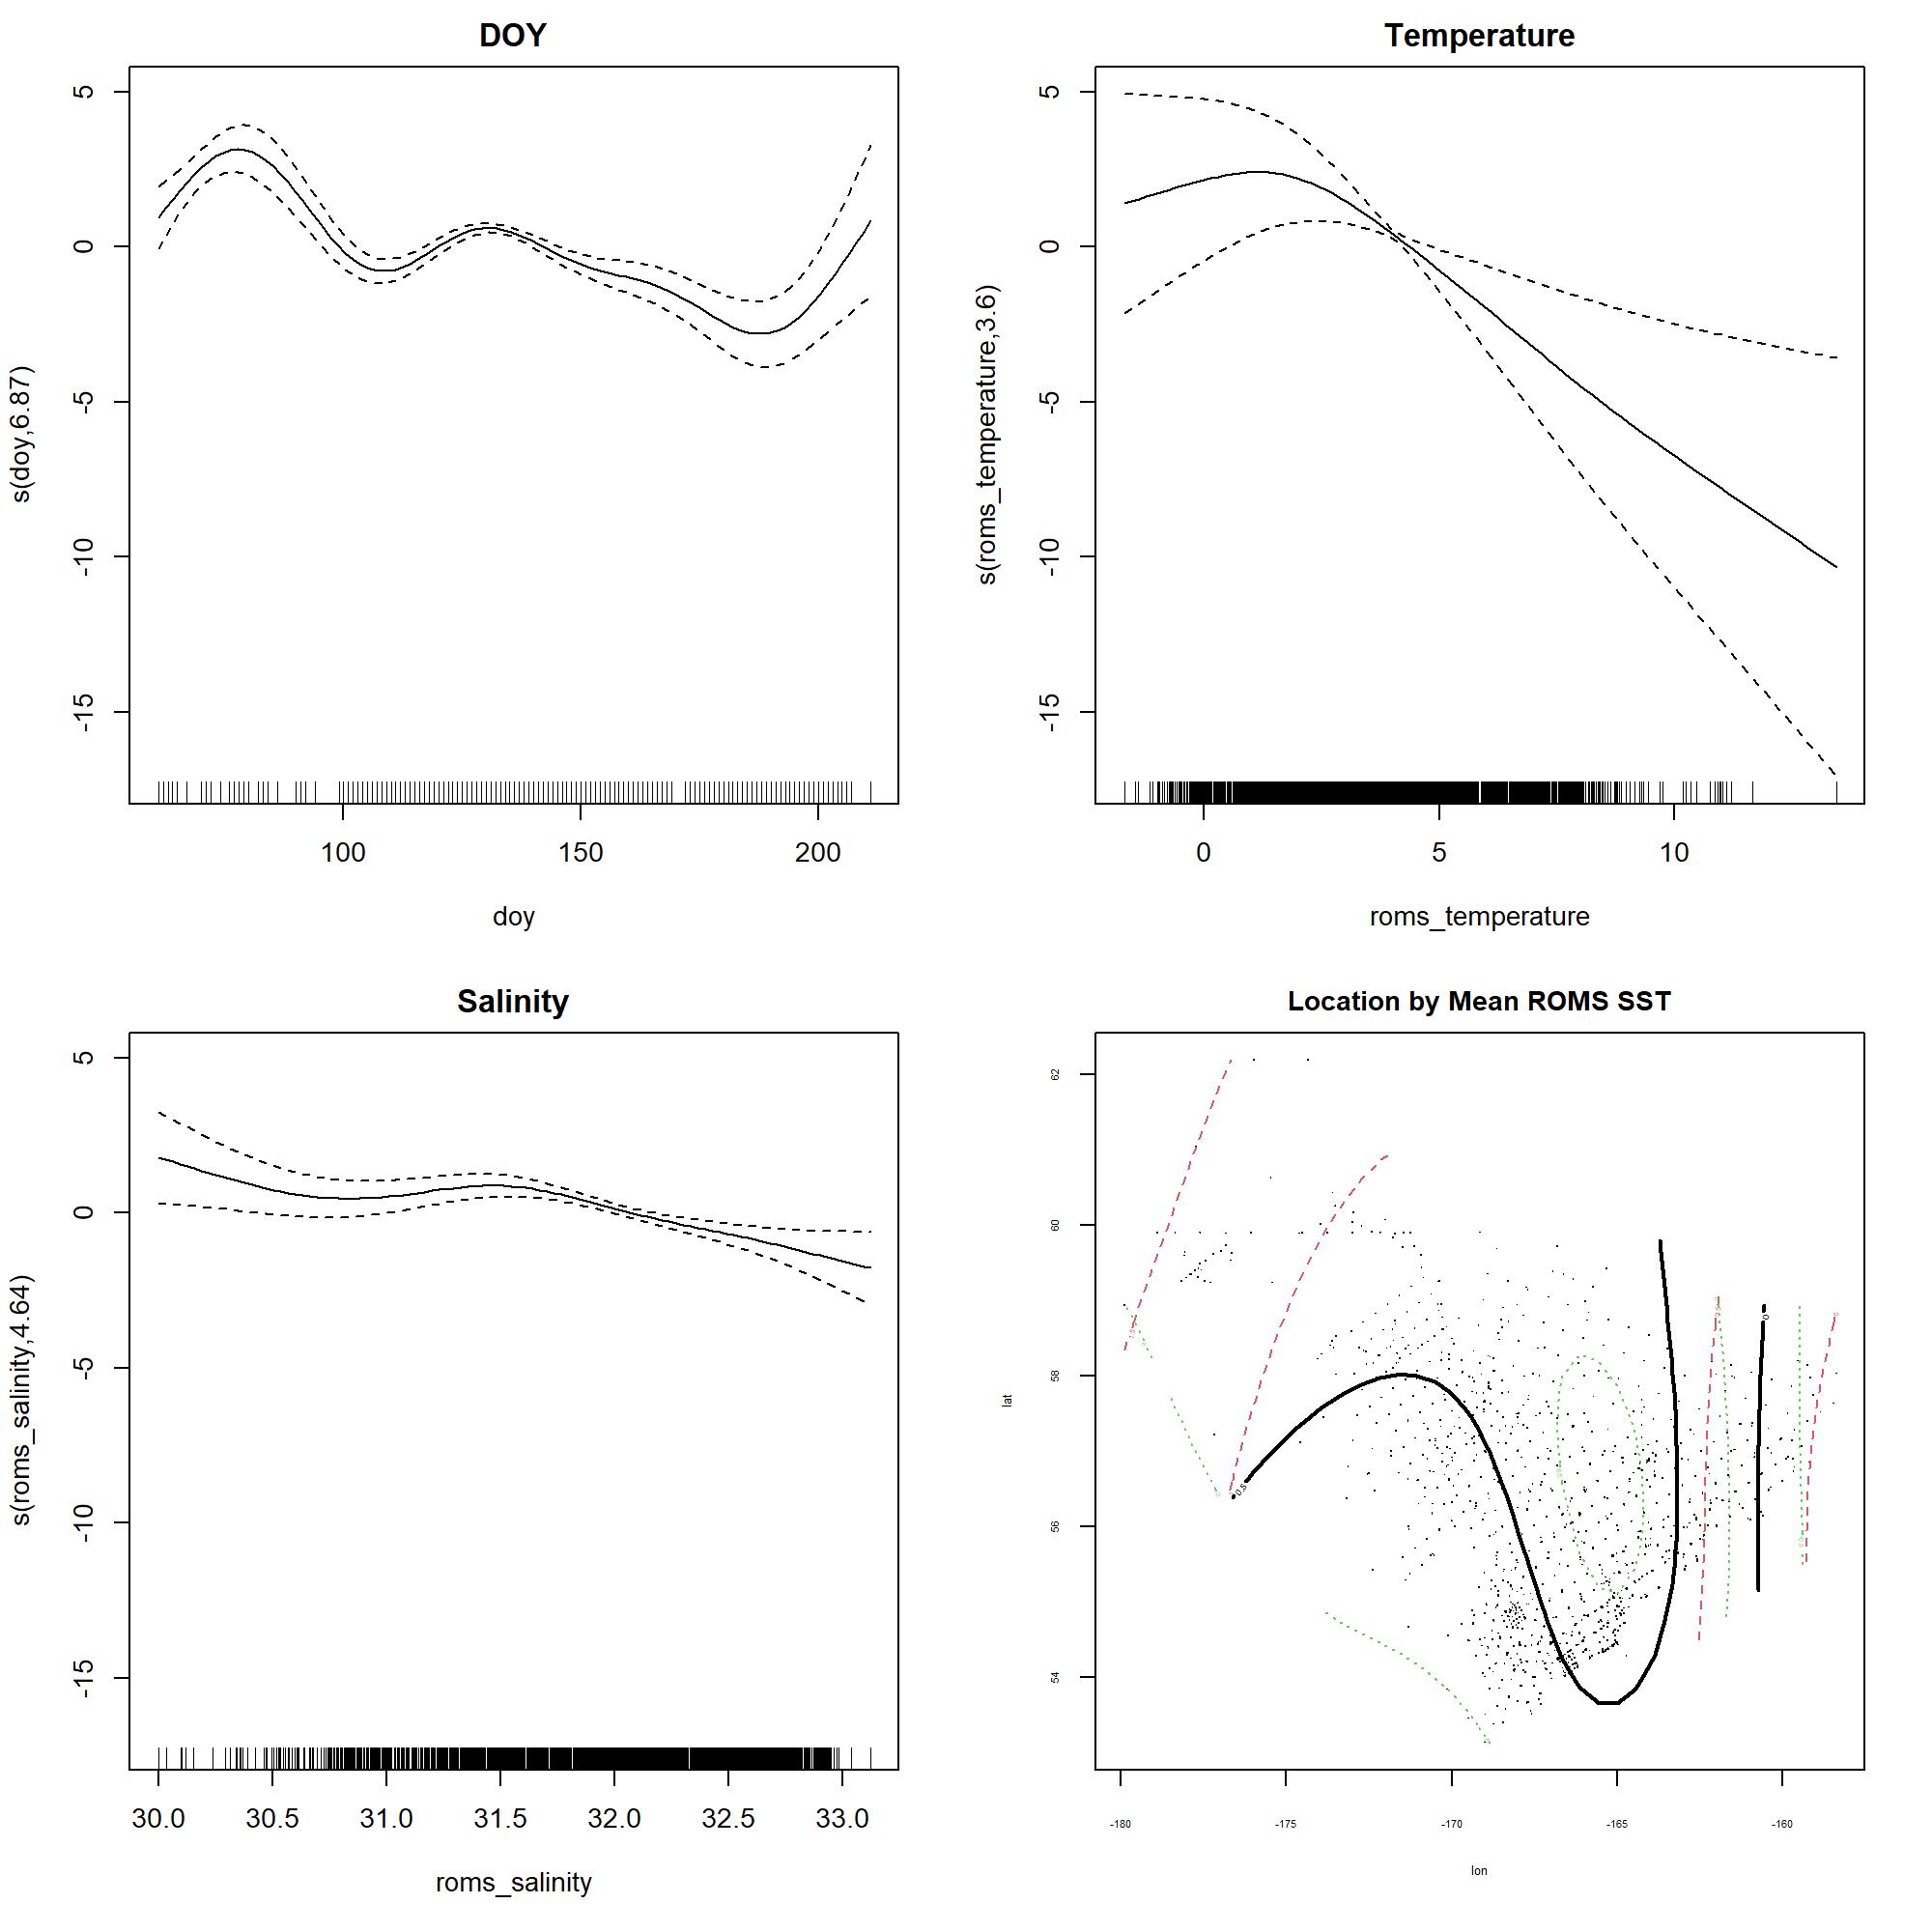 DOY
5
0
-5
-10
-15
s(doy,6.87)
100 150 200
doy
Temperature
5
0
-5
-10
-15
s(roms_temperature,3.6)
0 5 10
roms_temperature
Salinity
5
0
-5
-10
-15
s(roms_salinity,4.64)
30.0 30.5 31.0 31.5 32.0 32.5 33.0
roms_salinity
Location by Mean ROMS SST
62
60
58
56
54
lat
-180 -175 -170 -165 -160
lon